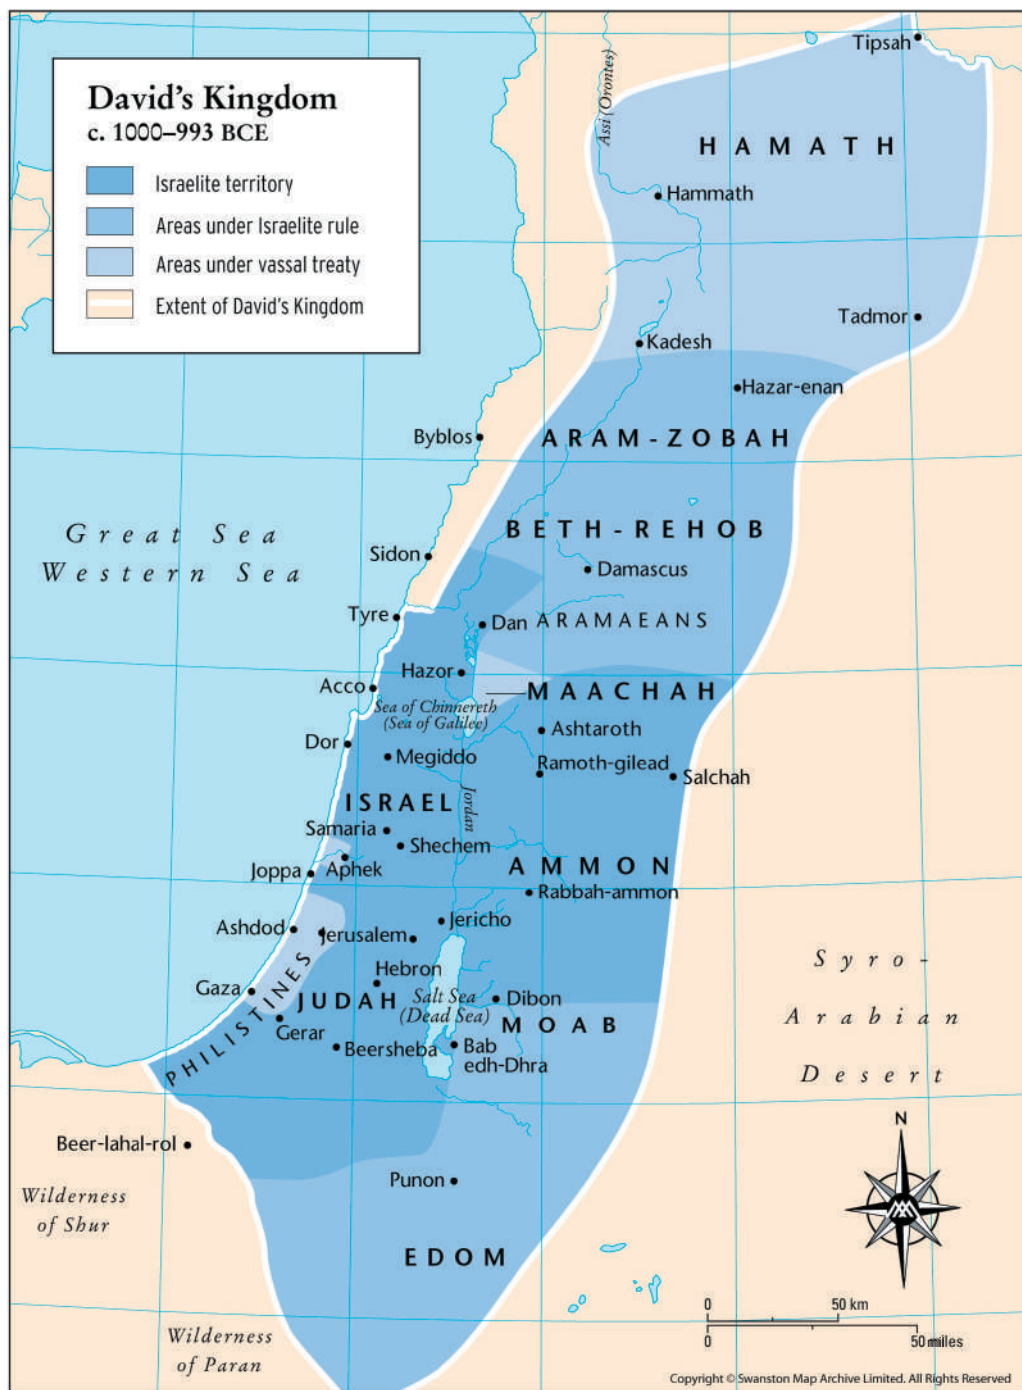 David's Kingdom
c. 1000–993 BCE
Israelite territory
Areas under Israelite rule
Areas under vassal treaty
Extent of David's Kingdom
Tipsah
Assi (Orontes)
HAMATH
Hammath
Tadmor
Kadesh
Hazar-enan
Byblos
ARAM-ZOBAH
Great Sea
Western Sea
BETH-REHOB
Sidon
Damascus
Tyre
Dan
ARAMAEANS
Hazor
Acco
MAACHAH
Sea of Chinnereth
(Sea of Galilee)
Ashtaroth
Dor
Megiddo
Ramoth-gilead
Salchah
ISRAEL
Jordan
Samaria
Shechem
Joppa
Aphek
AMMON
Rabbah-ammon
Jericho
Ashdod
Jerusalem
Syro-
Arabian
Desert
Hebron
Gaza
JUDAH
Salt Sea
(Dead Sea)
Dibon
PHILISTINES
Gerar
MOAB
Beersheba
Bab
edh-Dhra
Beer-lahal-rol
N
Punon
Wilderness
of Shur
EDOM
0
50 km
0
50 miles
Wilderness
of Paran
Copyright © Swanston Map Archive Limited. All Rights Reserved